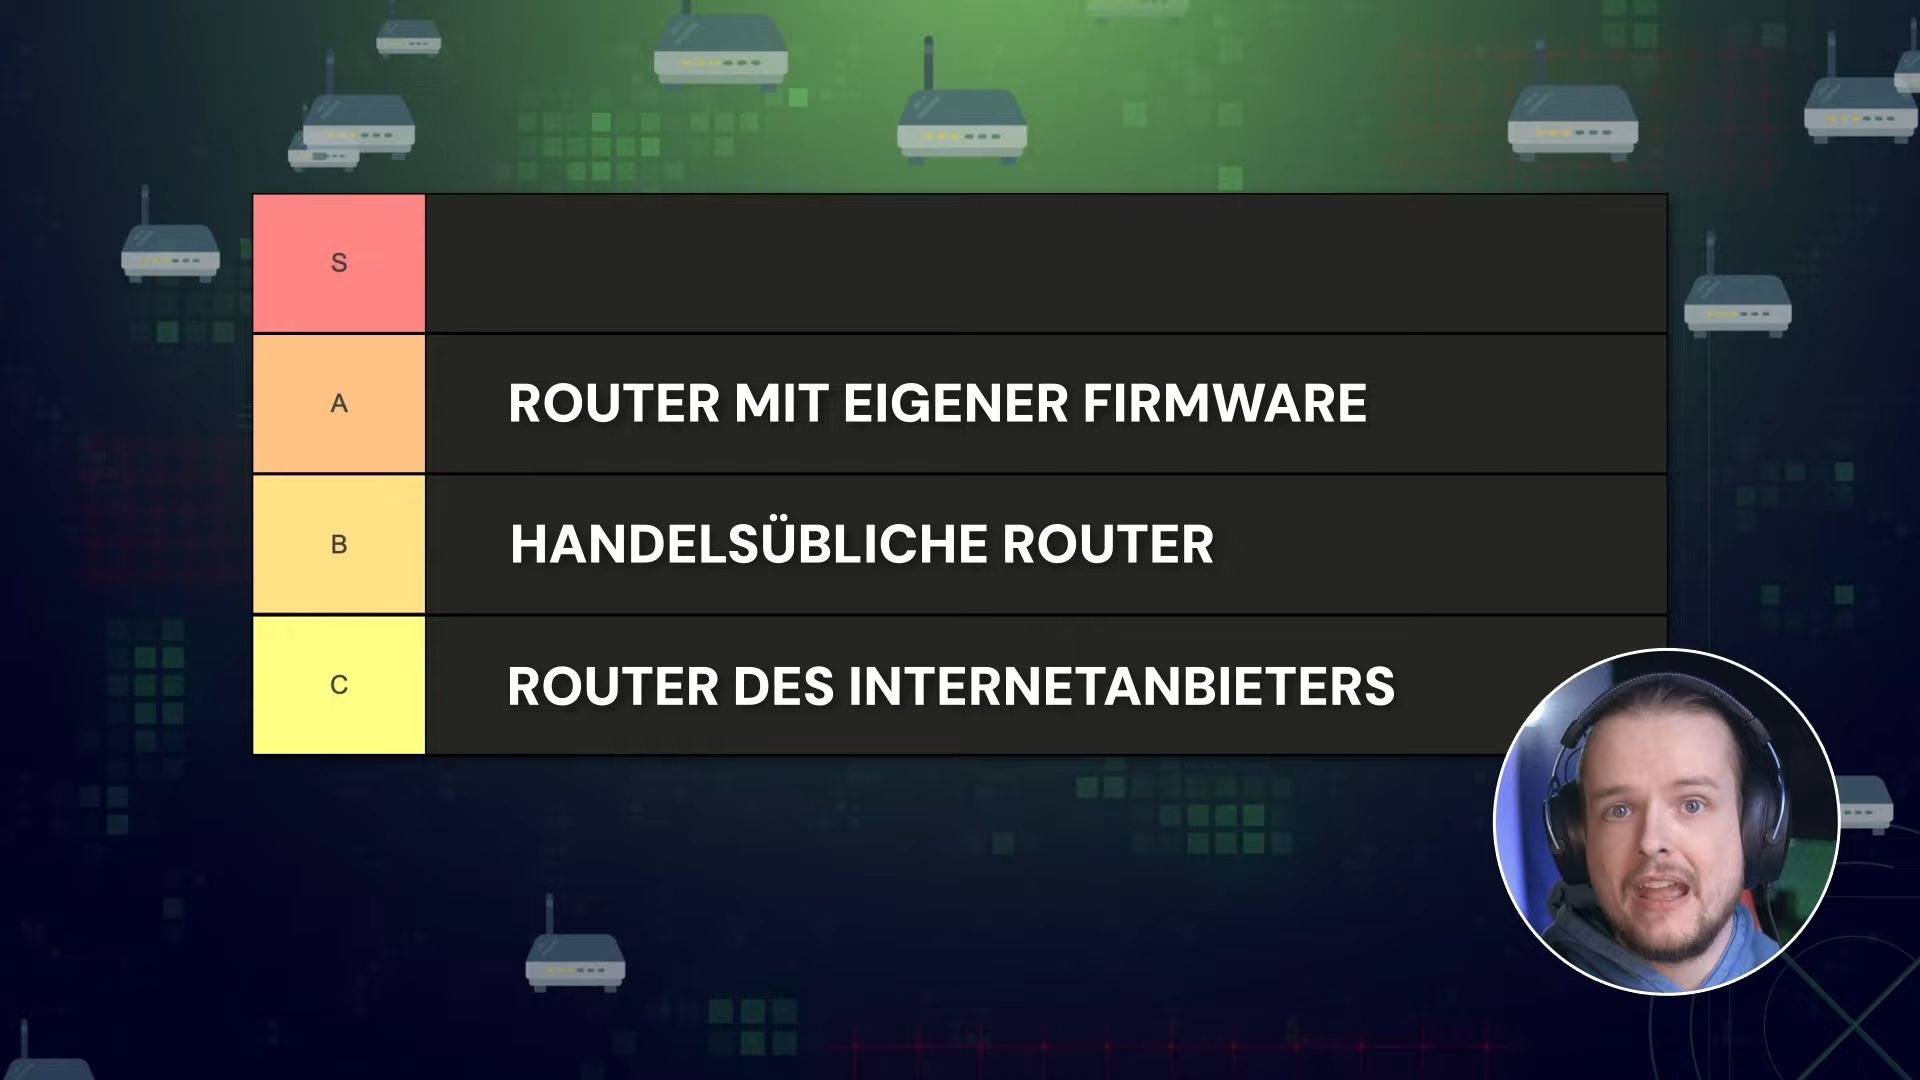 S
A
ROUTER MIT EIGENER FIRMWARE
B
HANDELSÜBLICHE ROUTER
C
ROUTER DES INTERNETANBIETERS